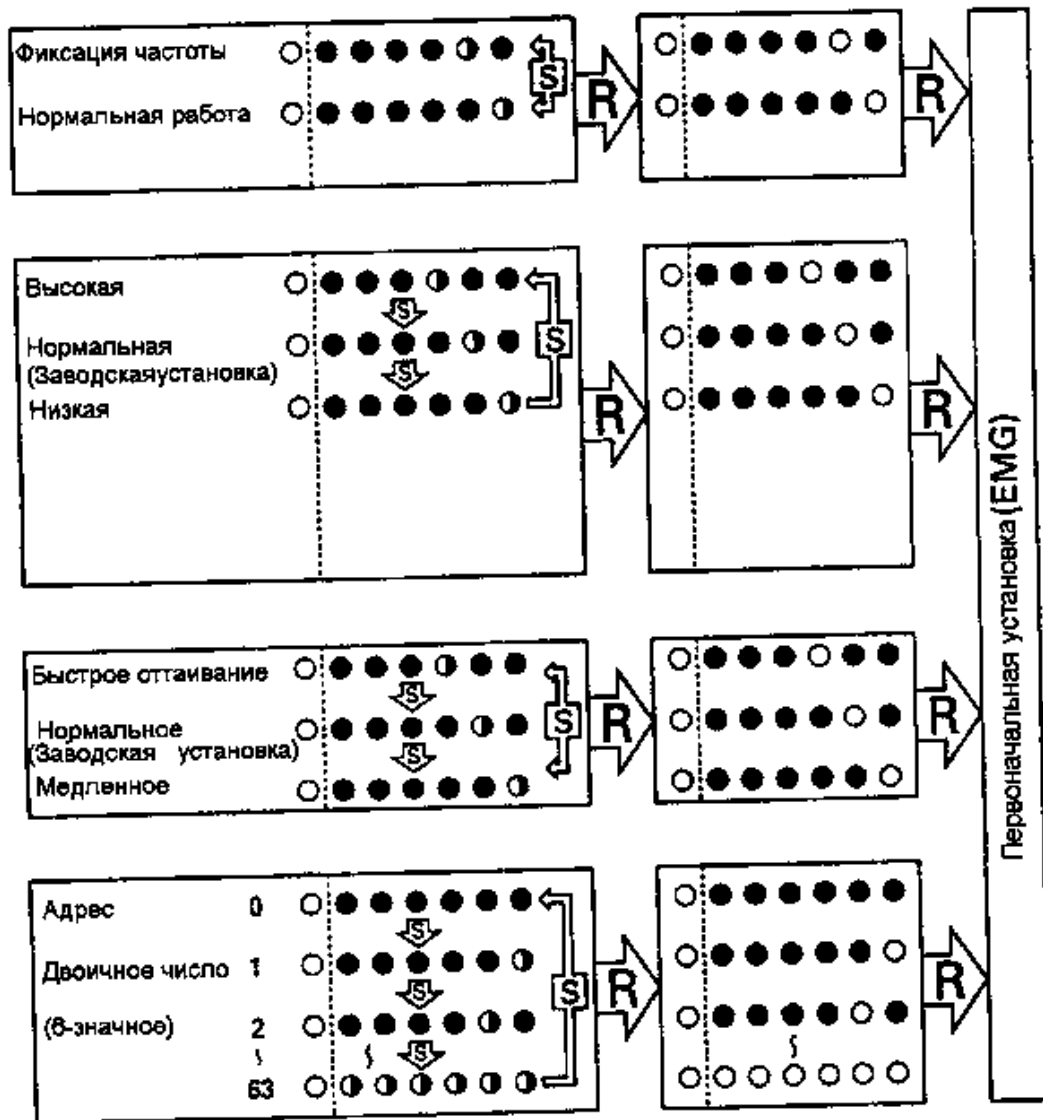 Фиксация частоты
S
R
R
Нормальная работа
Высокая
S
Нормальная
(Заводскаяустановка)
S
S
Низкая
R
R
Быстрое оттаивание
S
Нормальное
(Заводская установка)
S
S
Медленное
R
R
Адрес 0
S
Двоичное число 1
S
(6-значное) 2
S
63
S
R
R
Первоначальная установка(EMG)